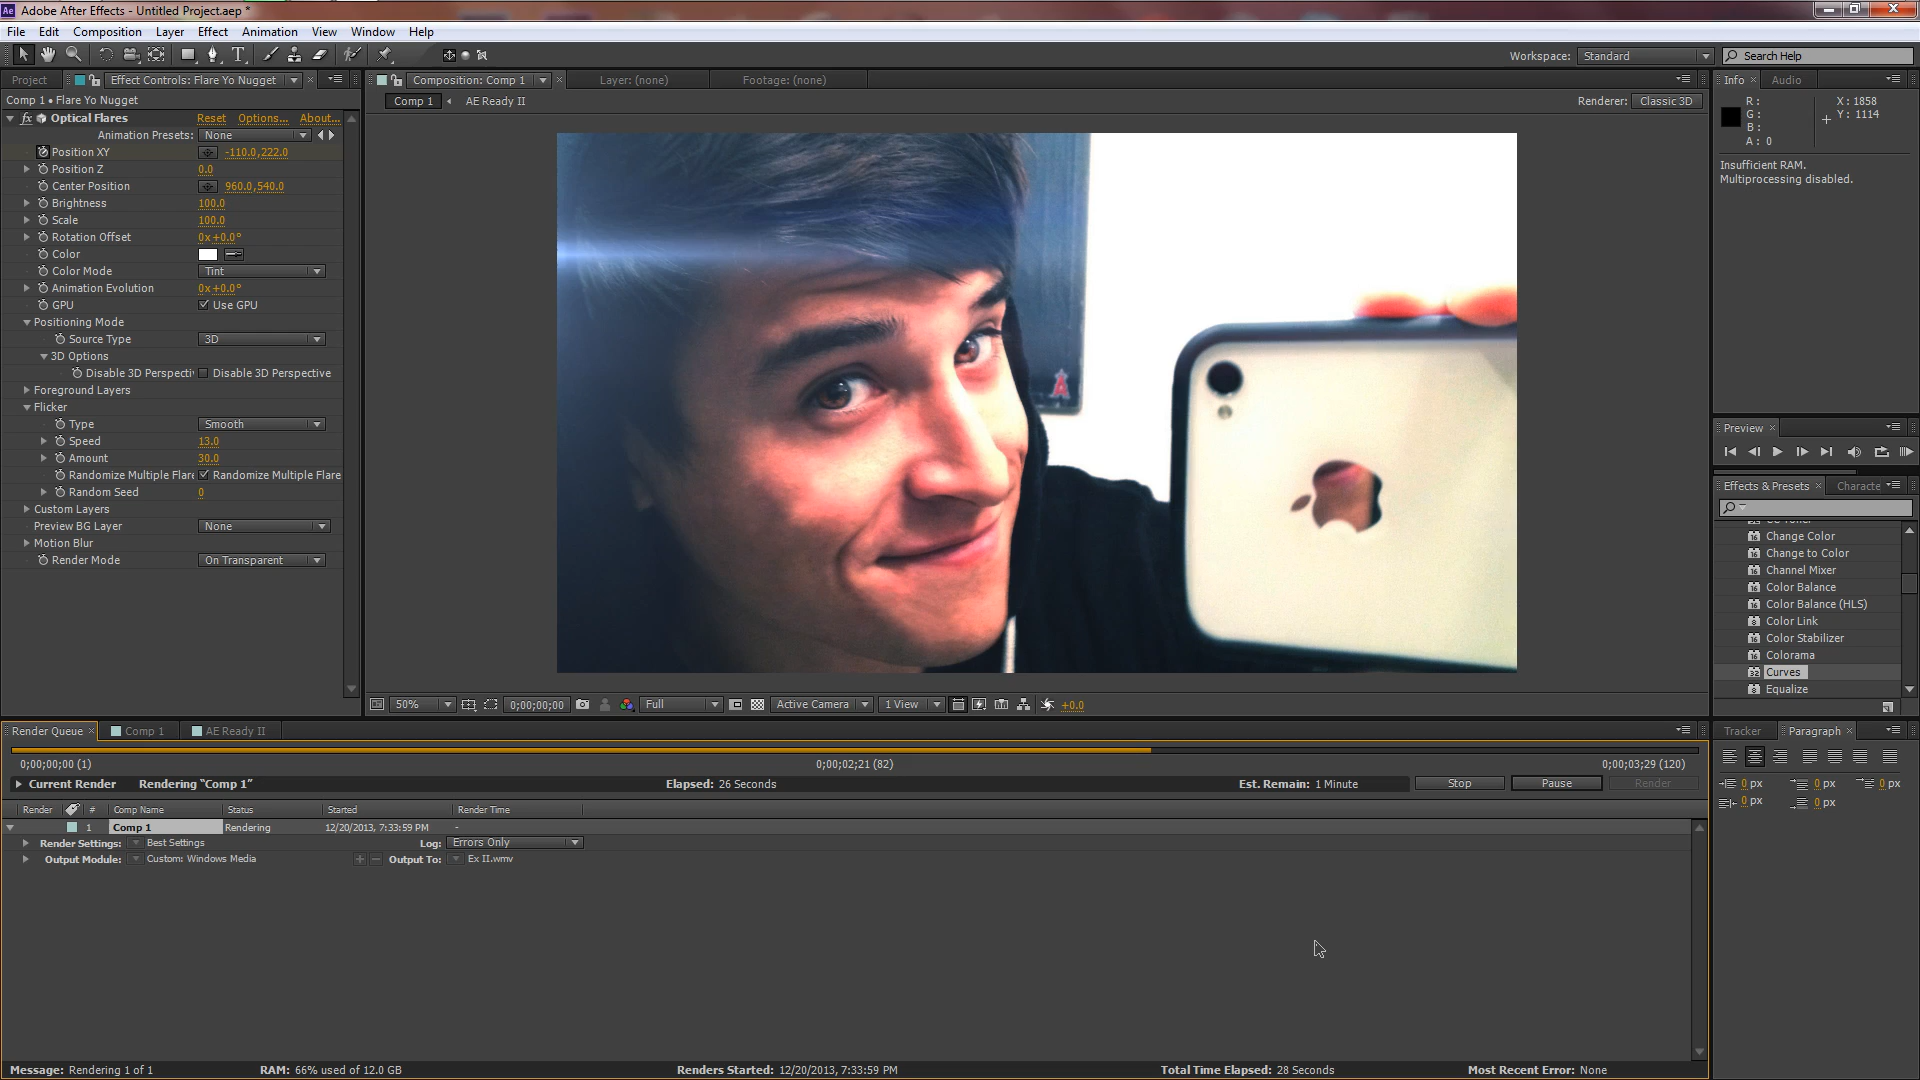 Ae Adobe After Effects - Untitled Project.aep *
File Edit Composition Layer Effect Animation View Window Help
Workspace: Standard Search Help
Project Effect Controls: Flare Yo Nugget
Comp 1 • Flare Yo Nugget
fx Optical Flares Reset Options... About...
Animation Presets: None
Position XY -110.0,222.0
Position Z 0.0
Center Position 960.0,540.0
Brightness 100.0
Scale 100.0
Rotation Offset 0x+0.0°
Color
Color Mode Tint
Animation Evolution 0x+0.0°
GPU Use GPU
Positioning Mode
Source Type 3D
3D Options
Disable 3D Perspecti Disable 3D Perspective
Foreground Layers
Flicker
Type Smooth
Speed 13.0
Amount 30.0
Randomize Multiple Flare Randomize Multiple Flare
Random Seed 0
Custom Layers
Preview BG Layer None
Motion Blur
Render Mode On Transparent
Composition: Comp 1 Layer: (none) Footage: (none)
Comp 1 AE Ready II Renderer: Classic 3D
A
50% 0;00;00;00 Full Active Camera 1 View +0.0
Info Audio
R : X : 1858
G : Y : 1114
B :
A : 0
Insufficient RAM.
Multiprocessing disabled.
Preview
Effects & Presets Characte
Change Color
Change to Color
Channel Mixer
Color Balance
Color Balance (HLS)
Color Link
Color Stabilizer
Colorama
Curves
Equalize
Tracker Paragraph
0 px 0 px 0 px
0 px 0 px
Render Queue Comp 1 AE Ready II
0;00;00;00 (1) 0;00;02;21 (82) 0;00;03;29 (120)
Current Render Rendering “Comp 1” Elapsed: 26 Seconds Est. Remain: 1 Minute Stop Pause Render
Render # Comp Name Status Started Render Time
1 Comp 1 Rendering 12/20/2013, 7:33:59 PM -
Render Settings: Best Settings Log: Errors Only
Output Module: Custom: Windows Media Output To: Ex II.wmv
Message: Rendering 1 of 1 RAM: 66% used of 12.0 GB Renders Started: 12/20/2013, 7:33:59 PM Total Time Elapsed: 28 Seconds Most Recent Error: None